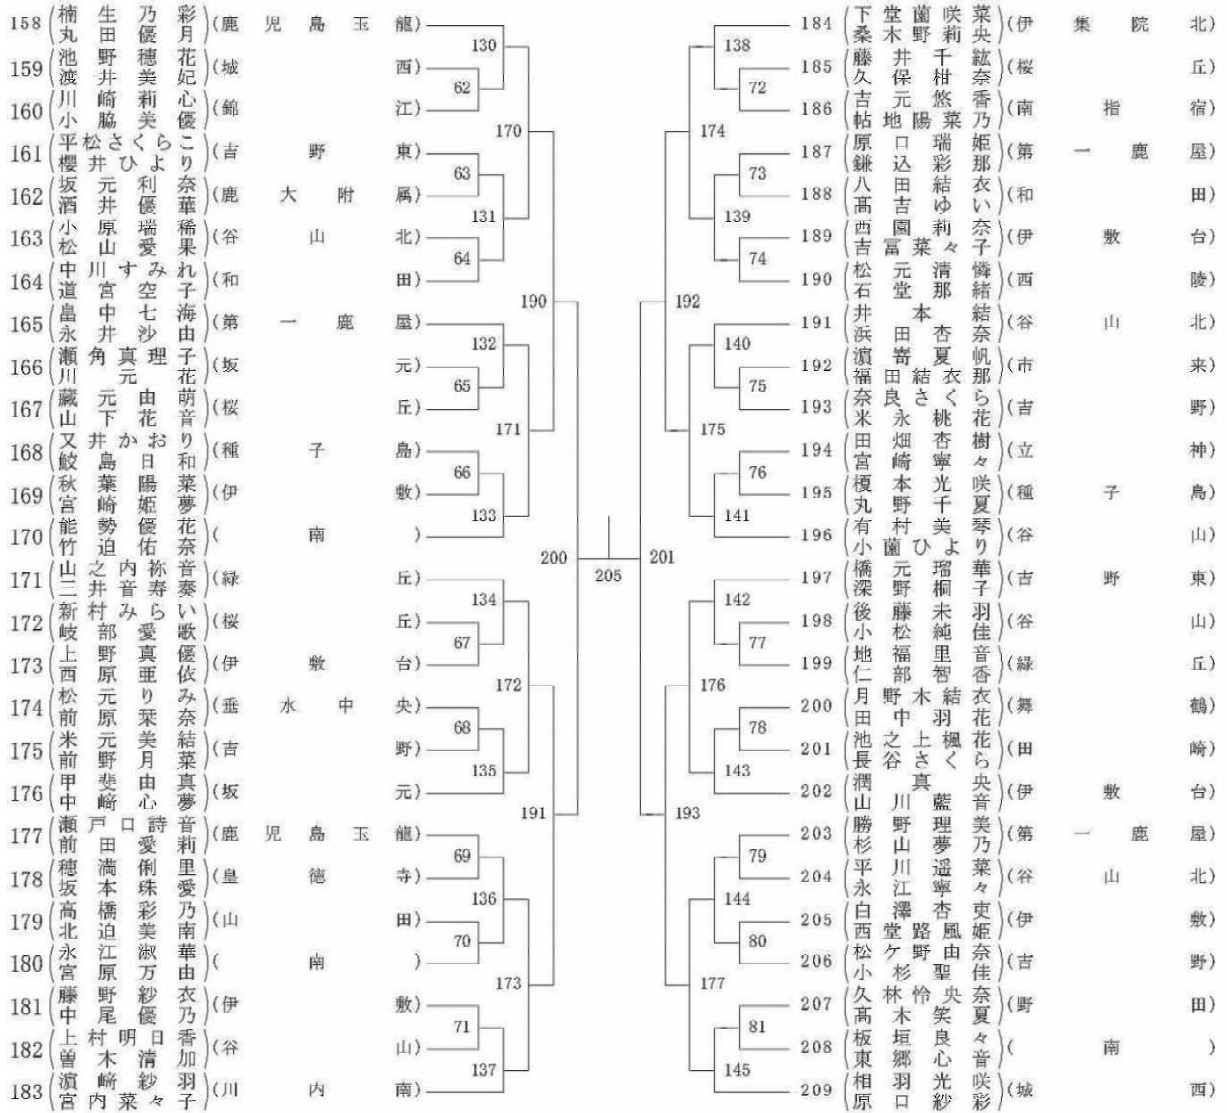 158 楠生乃彩 丸田優月 (鹿児島玉龍)
159 池野穂花 渡井美妃 (城西)
160 川崎莉心 小脇美優 (錦江)
161 平松さくらこ 櫻井ひより (吉野東)
162 坂元利奈 酒井優華 (鹿大附属)
163 小原瑞稀 松山愛果 (谷山北)
164 中川すみれ 道宮空子 (和田)
165 畠中七海 永井沙由 (第一鹿屋)
166 瀬角真理子 川元花 (坂元)
167 藏元由萌 山下花音 (桜丘)
168 又井かおり 鮫島日和 (種子島)
169 秋葉陽菜 宮崎姫夢 (伊敷)
170 能勢優花 竹迫佑奈 (南)
171 山之内祢音 三井音寿奏 (緑丘)
172 新村みらい 岐部愛歌 (桜丘)
173 上野真優 西原亜依 (伊敷台)
174 松元りみ 前原栞奈 (垂水中央)
175 米元美結 前野月菜 (吉野)
176 甲斐由真 中﨑心夢 (坂元)
177 瀬戸口詩音 前田愛莉 (鹿児島玉龍)
178 穂満俐里 坂本珠愛 (皇徳寺)
179 高橋彩乃 北迫美南 (山田)
180 永江淑華 宮原万由 (南)
181 藤野紗衣 中尾優乃 (伊敷)
182 上村明日香 曽木清加 (谷山)
183 濵﨑紗羽 宮内菜々子 (川内南)
130
62
170
63
131
64
190
132
65
171
66
133
200
134
67
172
68
135
191
69
136
70
173
71
137
205
184 下堂薗咲菜 桑木野莉央 (伊集院北)
185 藤井千紘 久保柑奈 (桜丘)
186 吉元悠香 帖地陽菜乃 (南指宿)
187 原口瑞姫 鎌込彩那 (第一鹿屋)
188 八田結衣 髙吉ゆい (和田)
189 西園莉奈 吉冨菜々子 (伊敷台)
190 松元清憐 石堂那緒 (西陵)
191 井本結 浜田杏奈 (谷山北)
192 濵嵜夏帆 福田結衣那 (市来)
193 奈良さくら 米永桃花 (吉野)
194 田畑杏樹 宮崎寧々 (立神)
195 榎本光咲 丸野千夏 (種子島)
196 有村美琴 小薗ひより (谷山)
197 橋元瑠華 深野桐子 (吉野東)
198 後藤未羽 小松純佳 (谷山)
199 地福里音 仁部智香 (緑丘)
200 月野木結衣 田中羽花 (舞鶴)
201 池之上楓花 長谷さくら (田崎)
202 潤真央 山川藍音 (伊敷台)
203 勝野理美 杉山夢乃 (第一鹿屋)
204 平川遥菜 永江寧々 (谷山北)
205 白澤杏吏 西堂路風姫 (伊敷)
206 松ケ野由奈 小杉聖佳 (吉野)
207 久林怜央奈 髙木笑夏 (野田)
208 板垣良々 東郷心音 (南)
209 相羽光咲 原口紗彩 (城西)
138
72
174
73
139
74
192
140
75
175
76
141
201
142
77
176
78
143
193
79
144
80
177
81
145